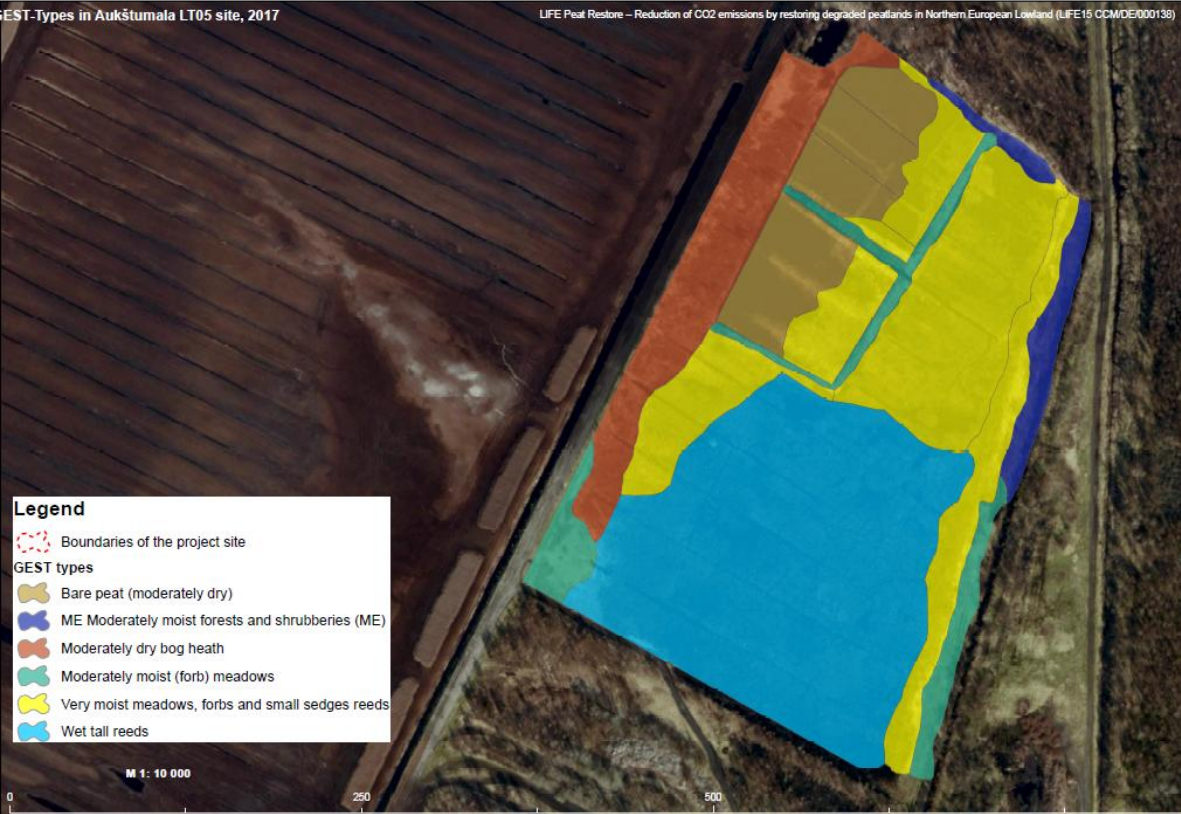 GEST-Types in Aukštumala LT05 site, 2017
LIFE Peat Restore – Reduction of CO2 emissions by restoring degraded peatlands in Northern European Lowland (LIFE15 CCM/DE/000138)
Legend
Boundaries of the project site
GEST types
Bare peat (moderately dry)
ME Moderately moist forests and shrubberies (ME)
Moderately dry bog heath
Moderately moist (forb) meadows
Very moist meadows, forbs and small sedges reeds
Wet tall reeds
M 1: 10 000
0 250 500